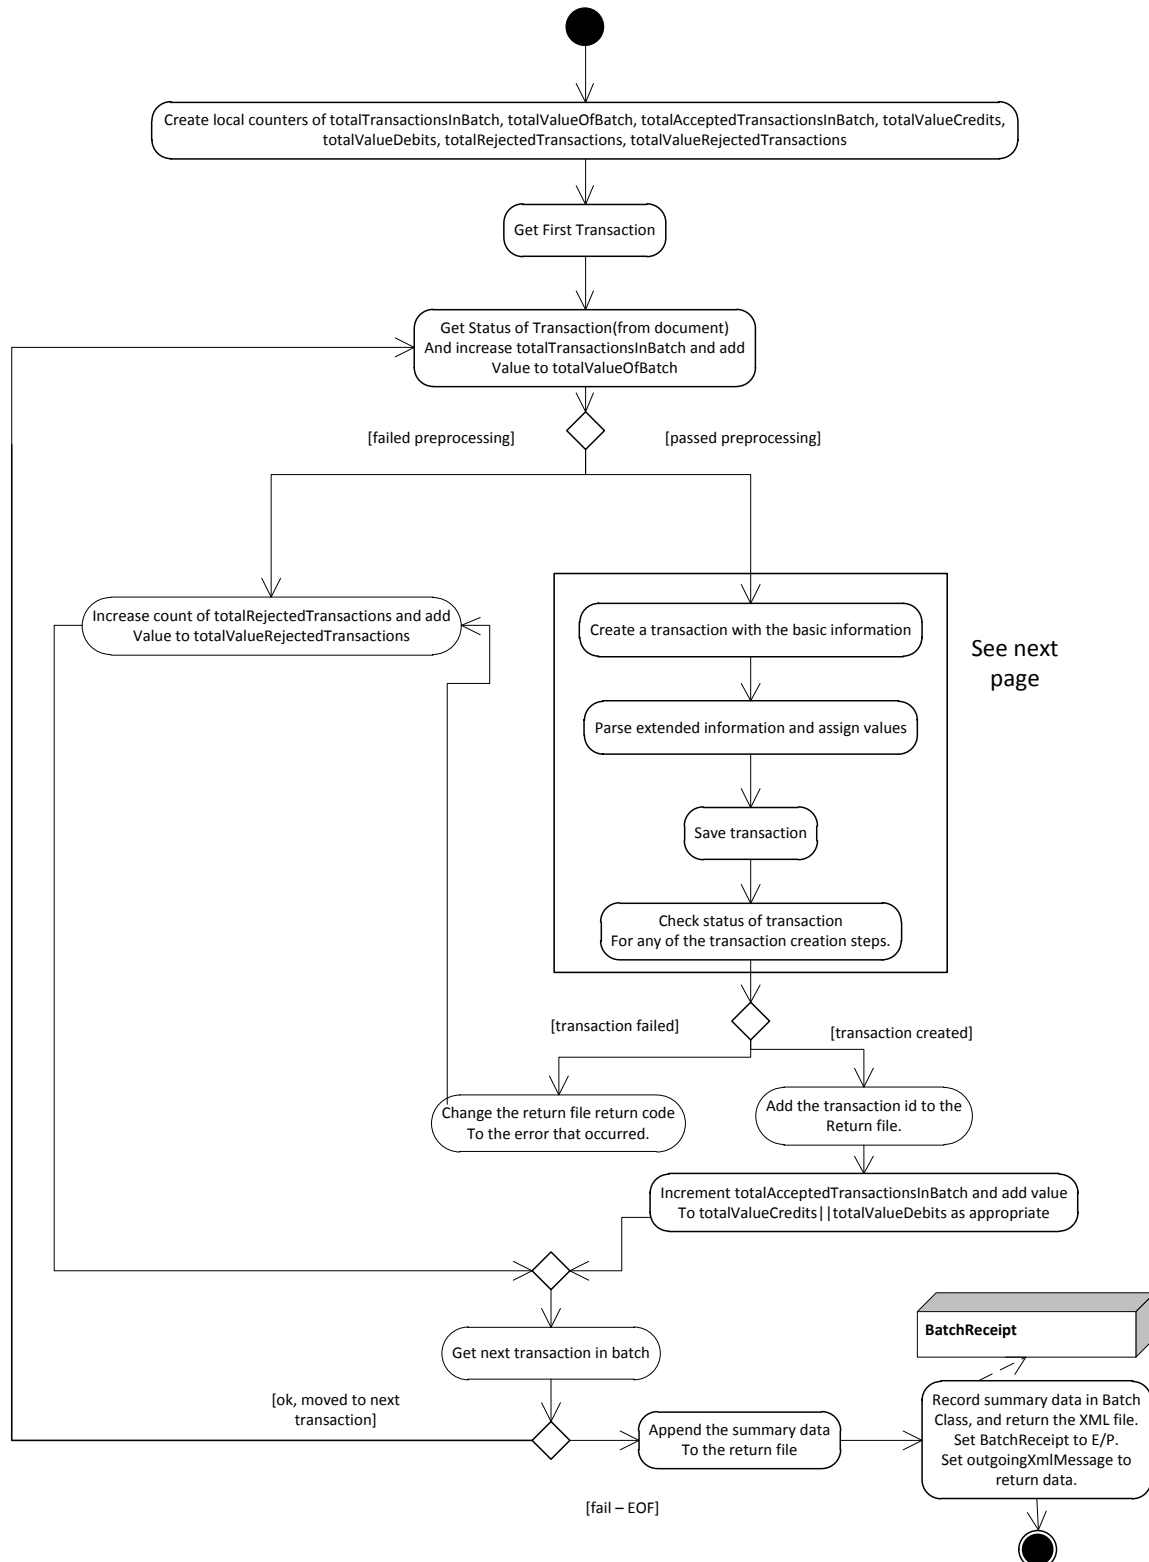 Create local counters of totalTransactionsInBatch, totalValueOfBatch, totalAcceptedTransactionsInBatch, totalValueCredits,
totalValueDebits, totalRejectedTransactions, totalValueRejectedTransactions
Get First Transaction
Get Status of Transaction(from document)
And increase totalTransactionsInBatch and add
Value to totalValueOfBatch
[failed preprocessing]
[passed preprocessing]
Increase count of totalRejectedTransactions and add
Value to totalValueRejectedTransactions
Create a transaction with the basic information
See next
page
Parse extended information and assign values
Save transaction
Check status of transaction
For any of the transaction creation steps.
[transaction failed]
[transaction created]
Change the return file return code
To the error that occurred.
Add the transaction id to the
Return file.
Increment totalAcceptedTransactionsInBatch and add value
To totalValueCredits||totalValueDebits as appropriate
Get next transaction in batch
BatchReceipt
[ok, moved to next
transaction]
Append the summary data
To the return file
Record summary data in Batch
Class, and return the XML file.
Set BatchReceipt to E/P.
Set outgoingXmlMessage to
return data.
[fail – EOF]